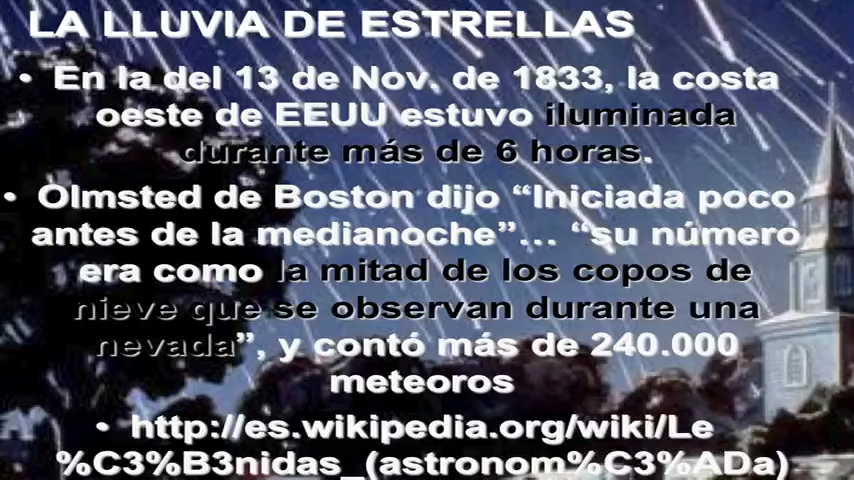 LA LLUVIA DE ESTRELLAS
• En la del 13 de Nov. de 1833, la costa
oeste de EEUU estuvo iluminada
durante más de 6 horas.
• Olmsted de Boston dijo “Iniciada poco
antes de la medianoche”... “su número
era como la mitad de los copos de
nieve que se observan durante una
nevada”, y contó más de 240.000
meteoros
• http://es.wikipedia.org/wiki/Le
%C3%B3nidas_(astronom%C3%ADa)